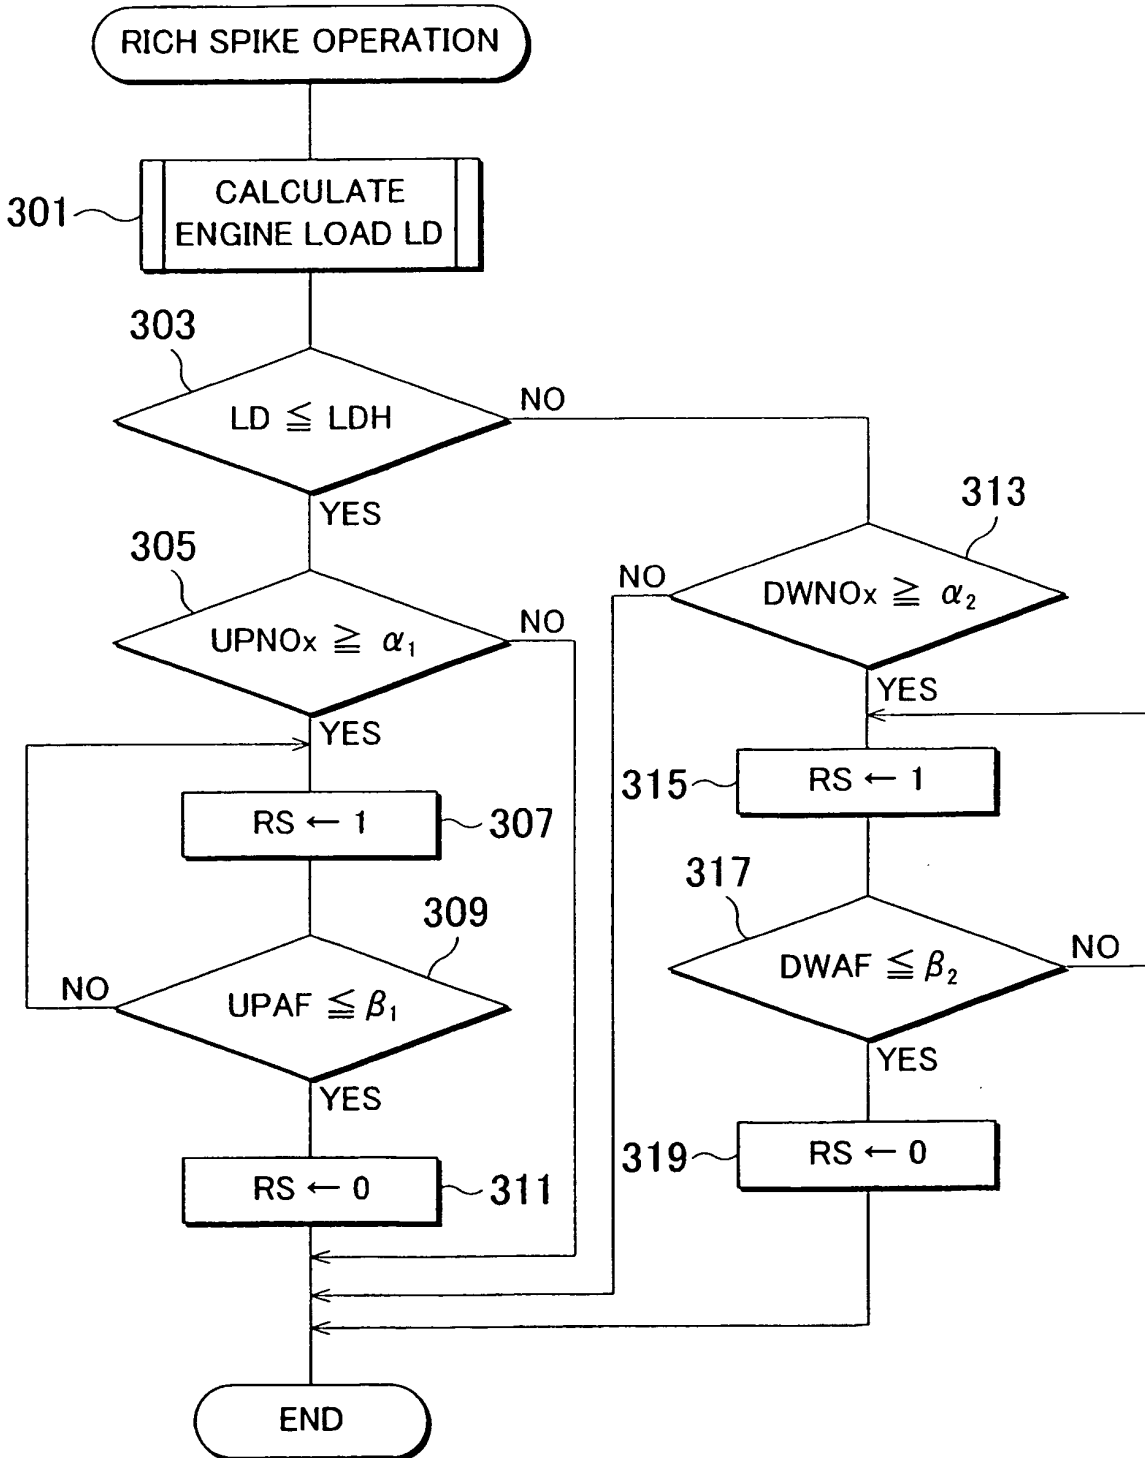 RICH SPIKE OPERATION
301
CALCULATE
ENGINE LOAD LD
303
LD ≦ LDH
NO
YES
305
UPNOx ≧ α₁
NO
YES
RS ← 1
307
309
UPAF ≦ β₁
NO
YES
RS ← 0
311
313
DWNOx ≧ α₂
NO
YES
315
RS ← 1
317
DWAF ≦ β₂
NO
YES
319
RS ← 0
END